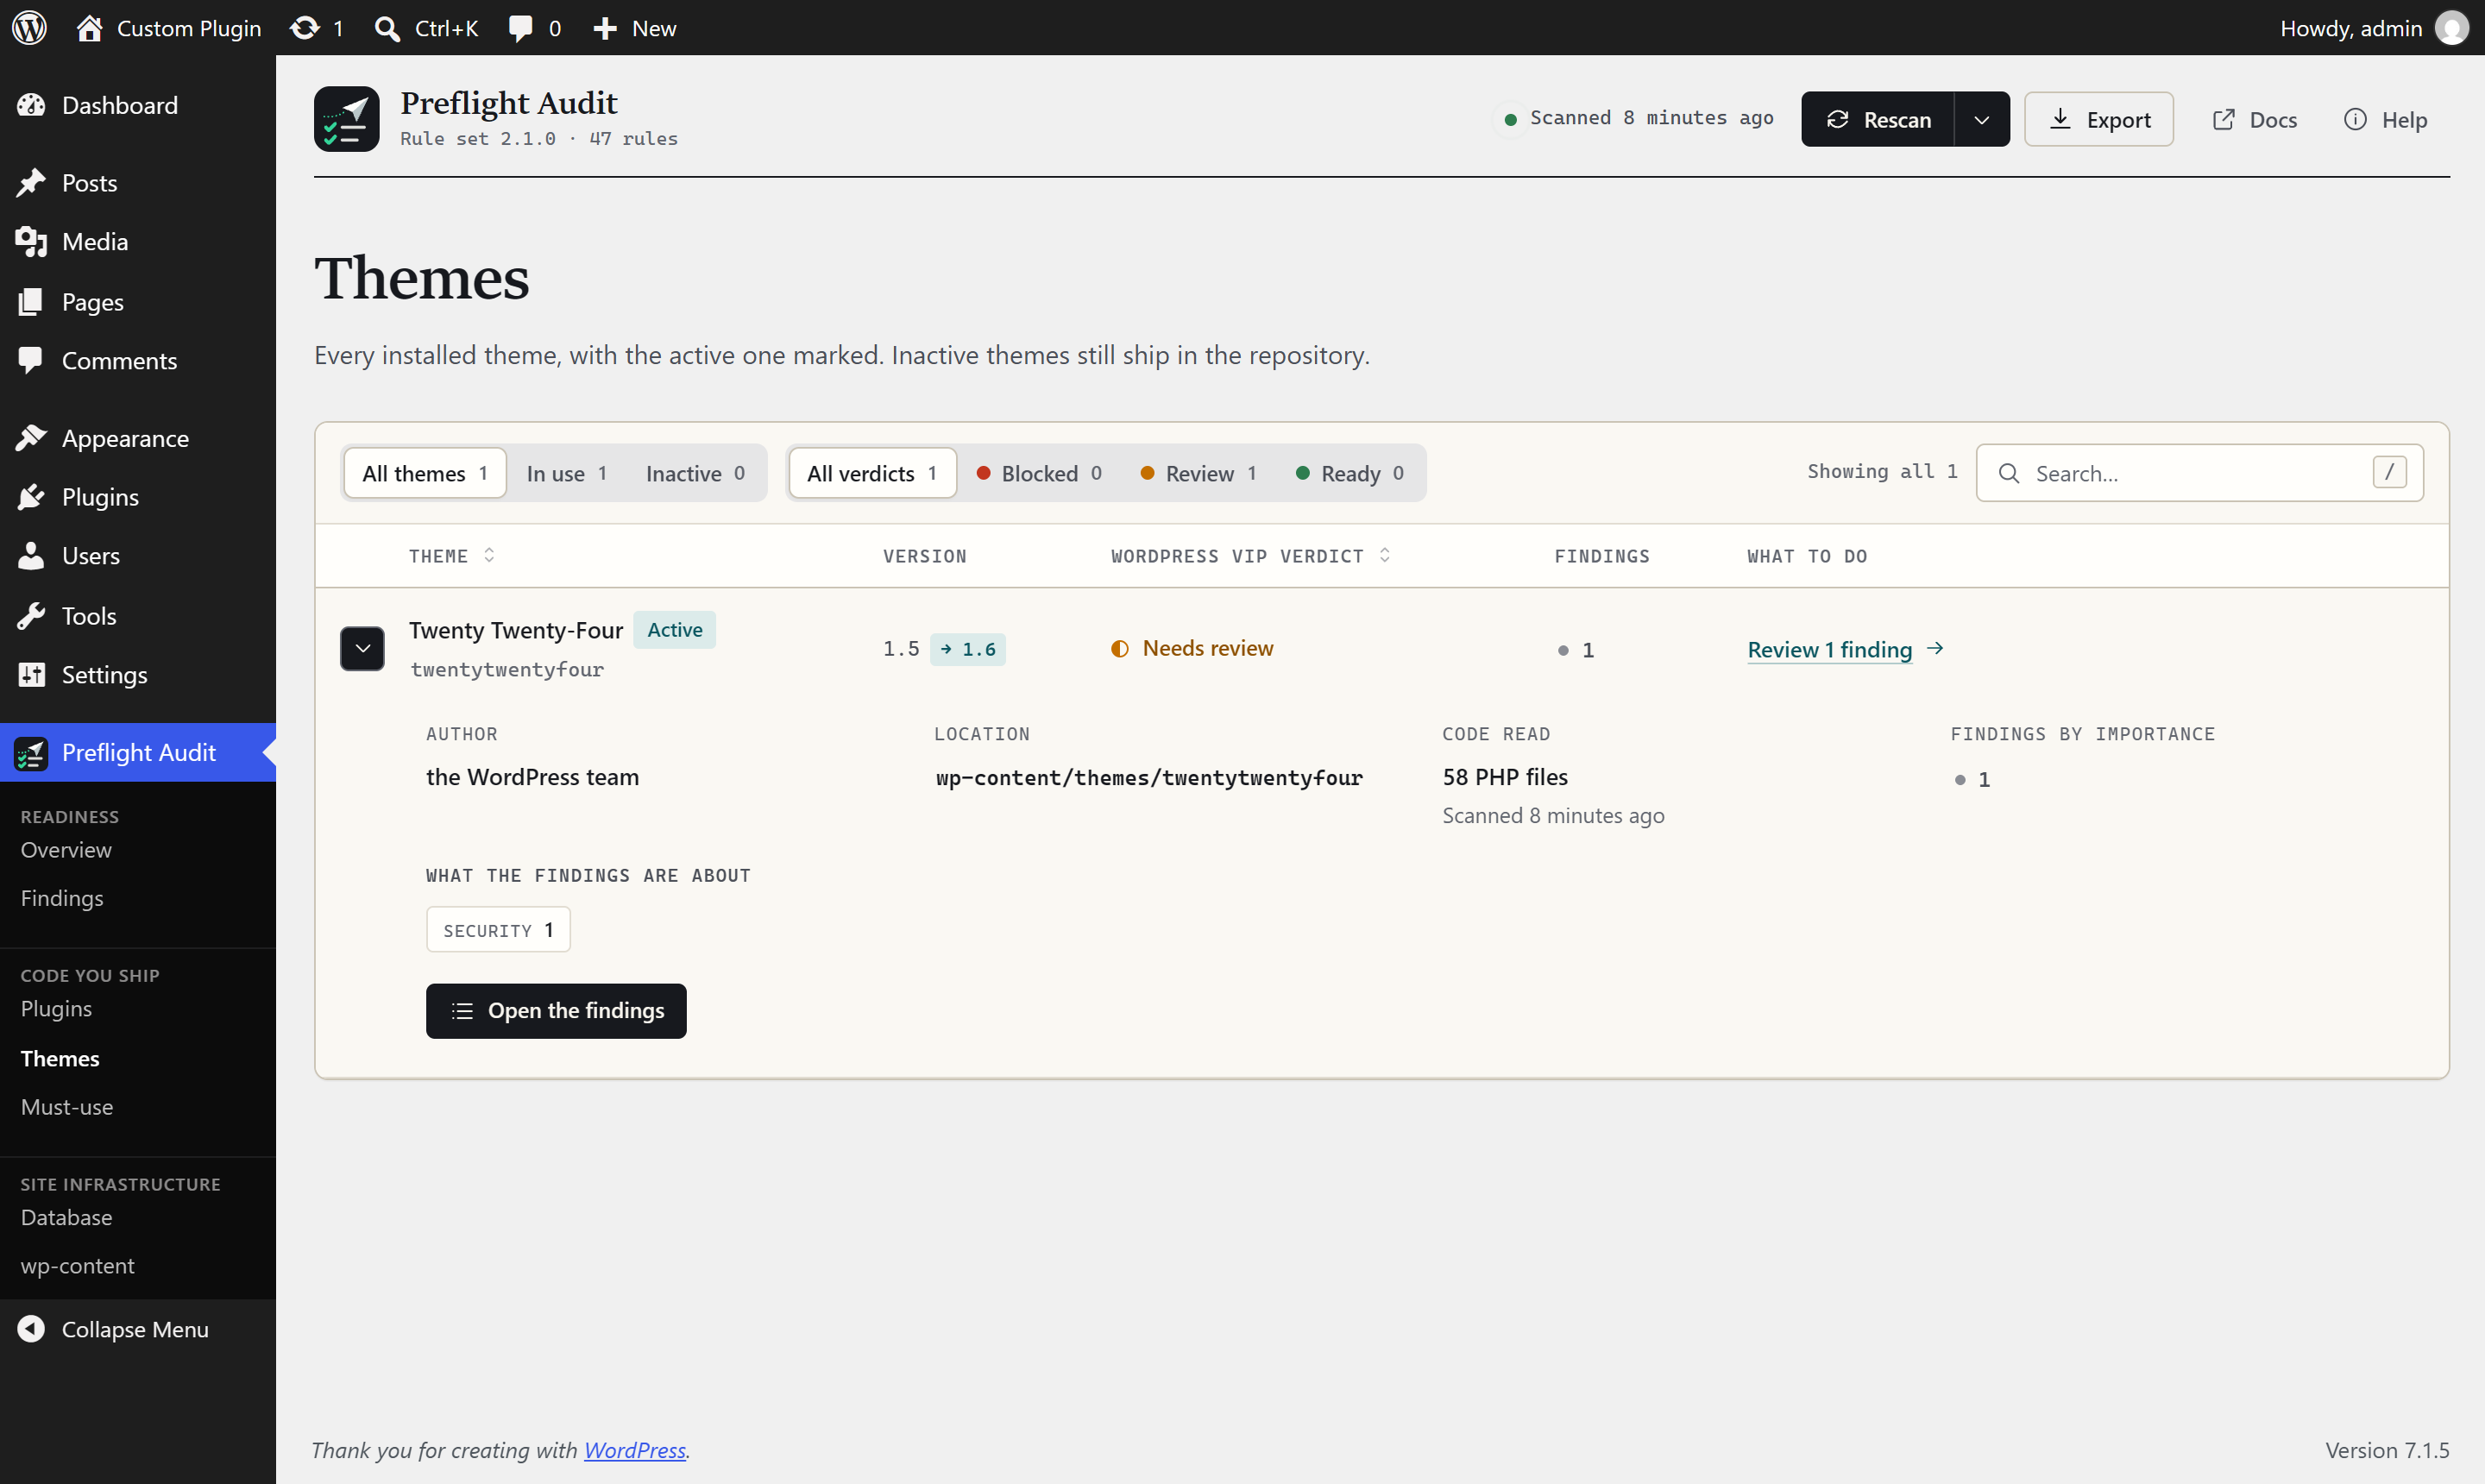 Custom Plugin 1 Ctrl+K 0 New Howdy, admin
Dashboard
Posts
Media
Pages
Comments
Appearance
Plugins
Users
Tools
Settings
Preflight Audit
READINESS
Overview
Findings
CODE YOU SHIP
Plugins
Themes
Must-use
SITE INFRASTRUCTURE
Database
wp-content
Collapse Menu
Preflight Audit
Rule set 2.1.0 · 47 rules
Scanned 8 minutes ago Rescan Export Docs Help
Themes
Every installed theme, with the active one marked. Inactive themes still ship in the repository.
All themes 1 In use 1 Inactive 0 All verdicts 1 Blocked 0 Review 1 Ready 0 Showing all 1 Search... /
THEME VERSION WORDPRESS VIP VERDICT FINDINGS WHAT TO DO
Twenty Twenty-Four Active
twentytwentyfour
1.5 → 1.6 Needs review 1 Review 1 finding →
AUTHOR LOCATION CODE READ FINDINGS BY IMPORTANCE
the WordPress team wp-content/themes/twentytwentyfour 58 PHP files 1
Scanned 8 minutes ago
WHAT THE FINDINGS ARE ABOUT
SECURITY 1
Open the findings
Thank you for creating with WordPress. Version 7.1.5